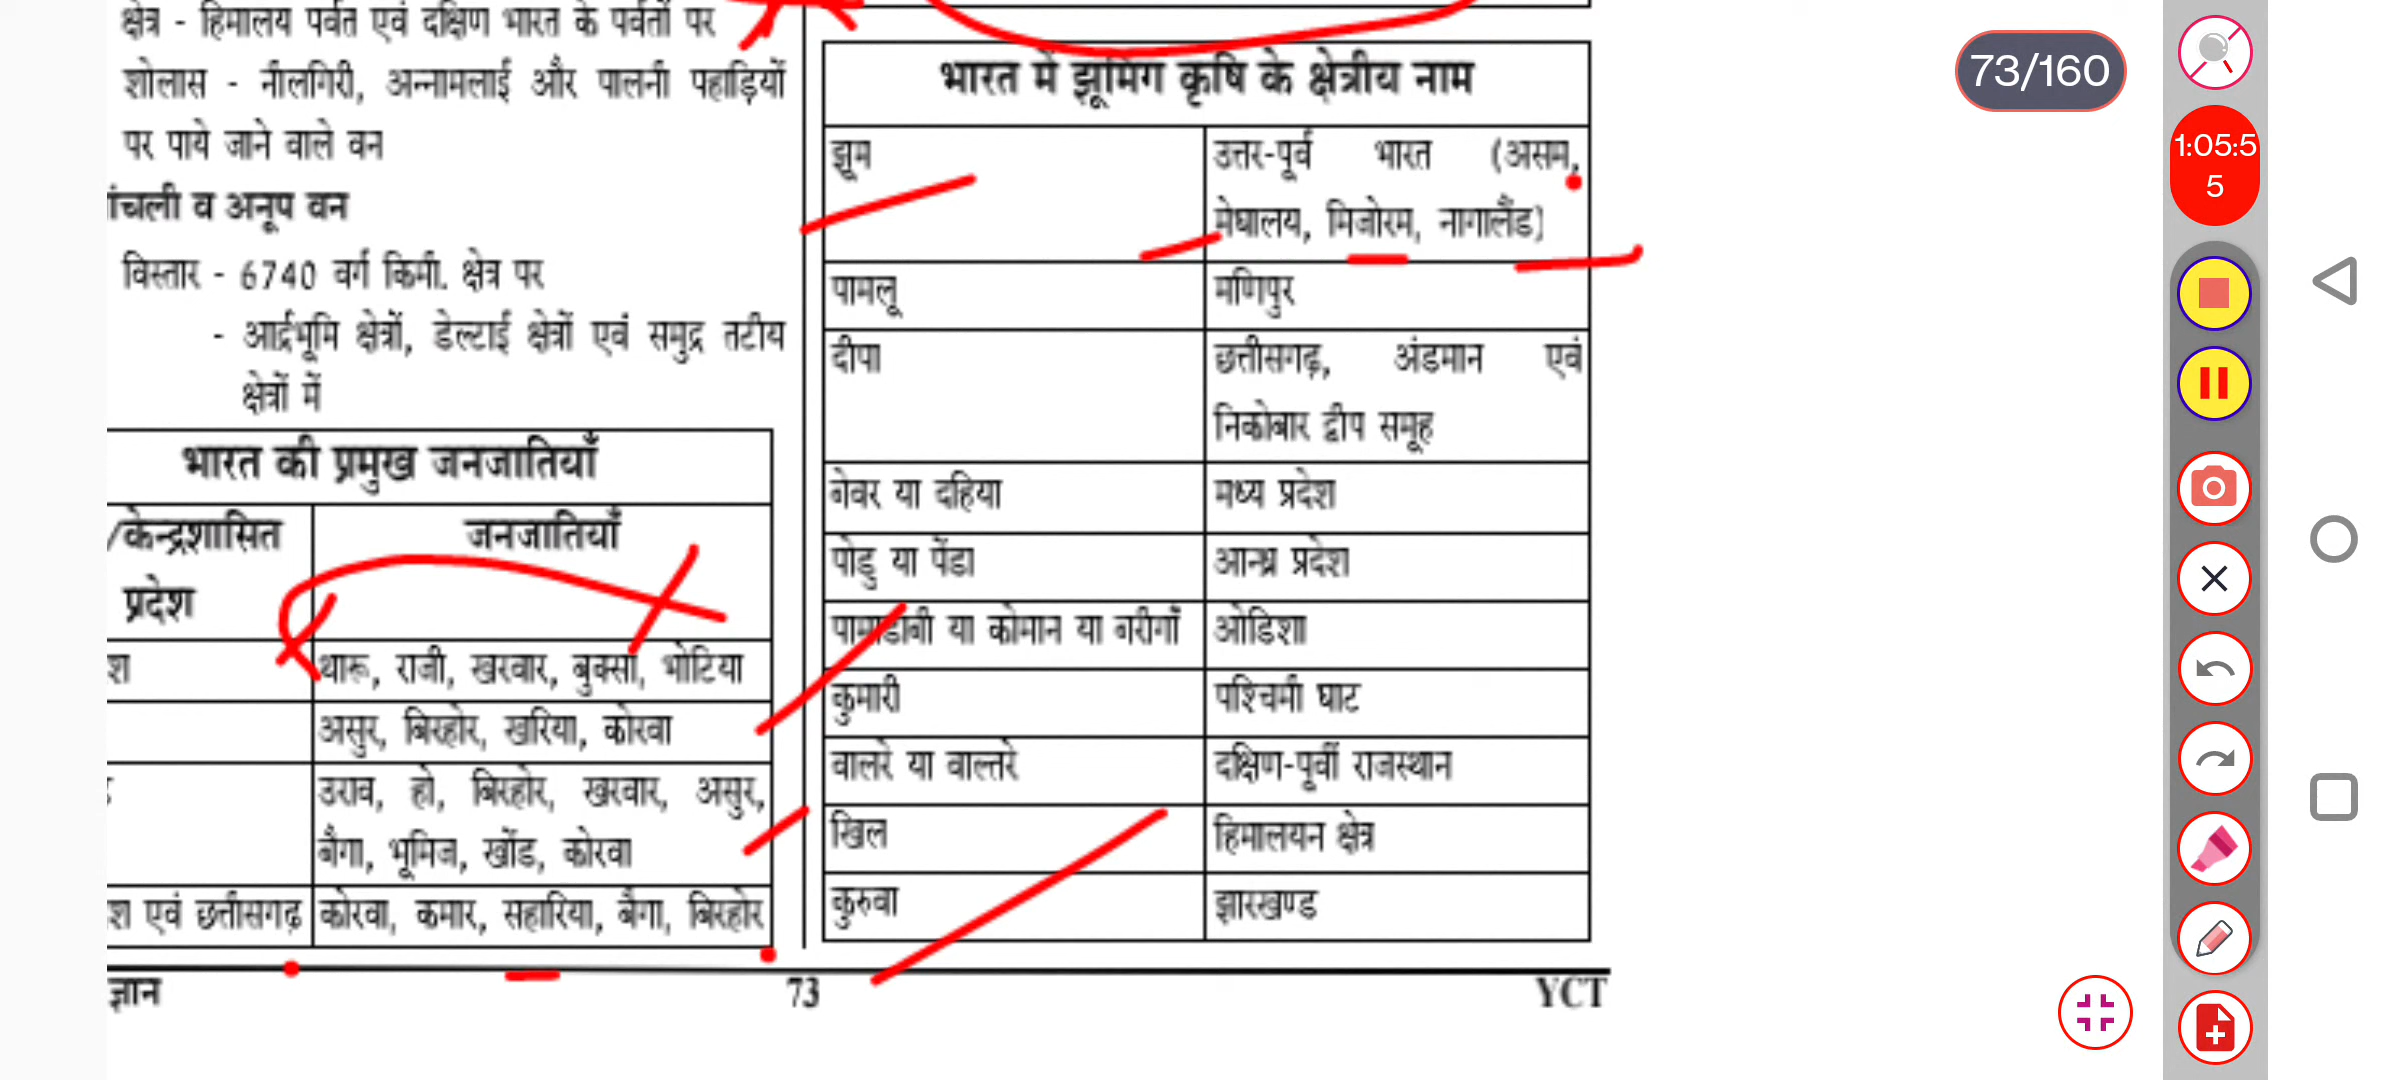 क्षेत्र - हिमालय पर्वत एवं दक्षिण भारत के पर्वतों पर
शोलास - नीलगिरी, अन्नामलाई और पालनी पहाड़ियों
पर पाये जाने वाले वन
ांचली व अनूप वन
विस्तार - 6740 वर्ग किमी. क्षेत्र पर
- आर्द्रभूमि क्षेत्रों, डेल्टाई क्षेत्रों एवं समुद्र तटीय
क्षेत्रों में
भारत की प्रमुख जनजातियाँ
/केन्द्रशासित जनजातियाँ
प्रदेश
श थारू, राजी, खरवार, बुक्सा, भोटिया
असुर, बिरहोर, खरिया, कोरवा
उराव, हो, बिरहोर, खरवार, असुर,
बैगा, भूमिज, खोंड, कोरवा
श एवं छत्तीसगढ़ कोरवा, कमार, सहारिया, बैगा, बिरहोर
ज्ञान
भारत में झूमिंग कृषि के क्षेत्रीय नाम
झूम उत्तर-पूर्व भारत (असम,
मेघालय, मिजोरम, नागालैंड)
पामलू मणिपुर
दीपा छत्तीसगढ़, अंडमान एवं
निकोबार द्वीप समूह
बेवर या दहिया मध्य प्रदेश
पोडु या पेंडा आन्ध्र प्रदेश
पामाडाबी या कोमान या बरीगाँ ओडिशा
कुमारी पश्चिमी घाट
वालरे या वाल्तरे दक्षिण-पूर्वी राजस्थान
खिल हिमालयन क्षेत्र
कुरुवा झारखण्ड
73
YCT
73/160
1:05:5
5